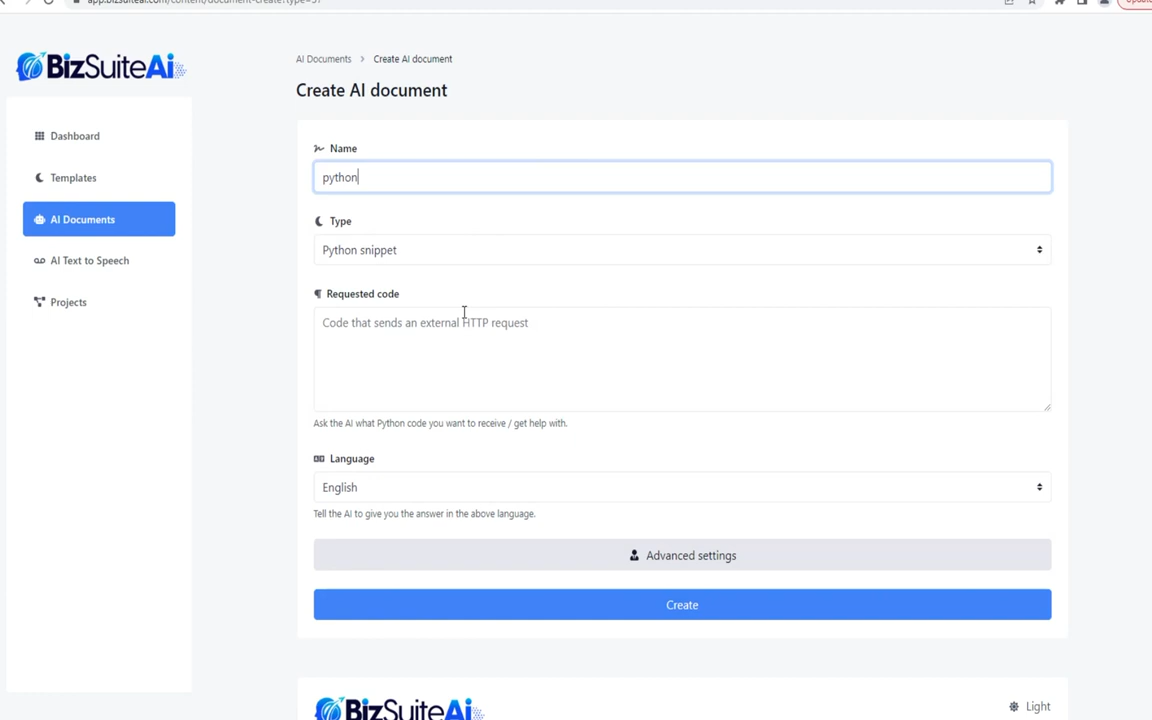 app.bizsuiteai.com/content/document-create?type=37
BizSuiteAi
AI Documents > Create AI document
Create AI document
Dashboard
Templates
AI Documents
AI Text to Speech
Projects
Name
python
Type
Python snippet
Requested code
Code that sends an external HTTP request
Ask the AI what Python code you want to receive / get help with.
Language
English
Tell the AI to give you the answer in the above language.
Advanced settings
Create
BizSuiteAi
Light